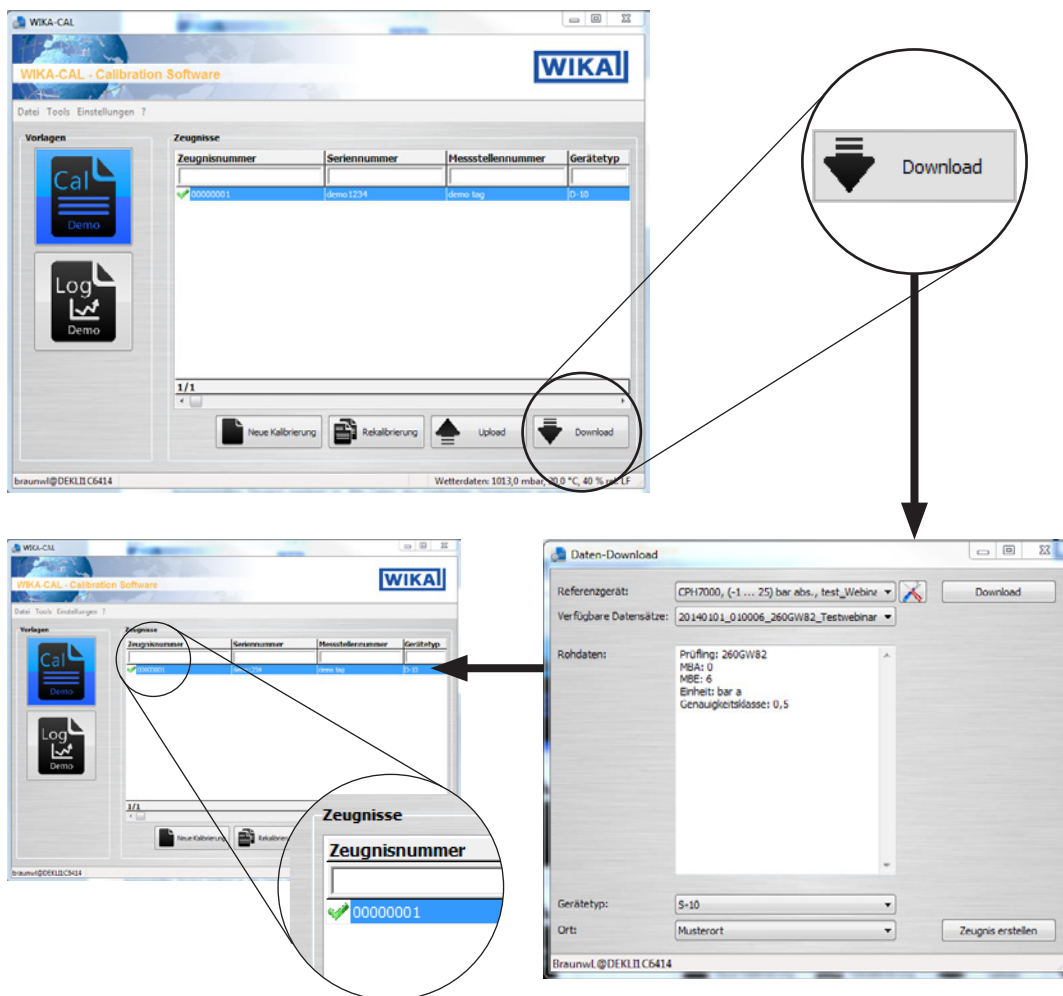 WIKA-CAL
WIKA-CAL - Calibration Software
WIKA
Datei Tools Einstellungen ?
Vorlagen
Cal
Demo
Log
Demo
Zeugnisse
Zeugnisnummer Seriennummer Messstellennummer Gerätetyp
00000001 demo1234 demo tag D-10
1/1
Neue Kalibrierung Rekalibrierung Upload Download
braunwl@DEKLI1C6414 Wetterdaten: 1013,0 mbar, 20,0 °C, 40 % rel. LF
Download
WIKA-CAL
WIKA-CAL - Calibration Software
WIKA
Datei Tools Einstellungen ?
Vorlagen
Cal
Demo
Log
Demo
Zeugnisse
Zeugnisnummer Seriennummer Messstellennummer Gerätetyp
00000001 demo1234 demo tag D-10
1/1
Neue Kalibrierung
braunwl@DEKLI1C6414
Zeugnisse
Zeugnisnummer
00000001
Daten-Download
Referenzgerät: CPH7000, (-1 ... 25) bar abs., test_Webina Download
Verfügbare Datensätze: 20140101_010006_260GW82_Testwebinar
Rohdaten:
Prüfling: 260GW82
MBA: 0
MBE: 6
Einheit: bar a
Genauigkeitsklasse: 0,5
Gerätetyp: S-10
Ort: Musterort Zeugnis erstellen
BraunwL@DEKLI1C6414